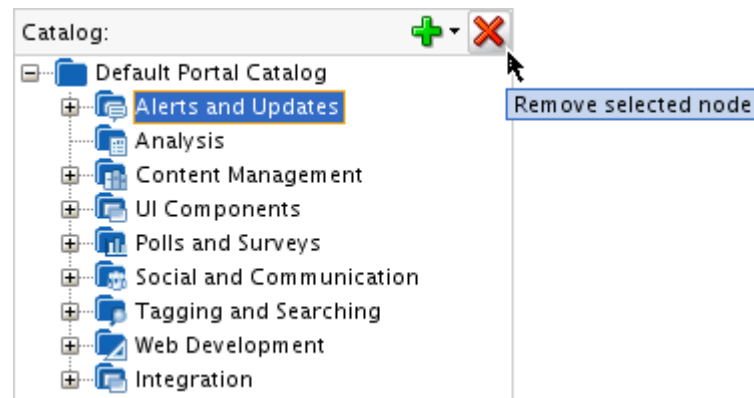 Catalog:
Default Portal Catalog
Alerts and Updates
Remove selected node
Analysis
Content Management
UI Components
Polls and Surveys
Social and Communication
Tagging and Searching
Web Development
Integration